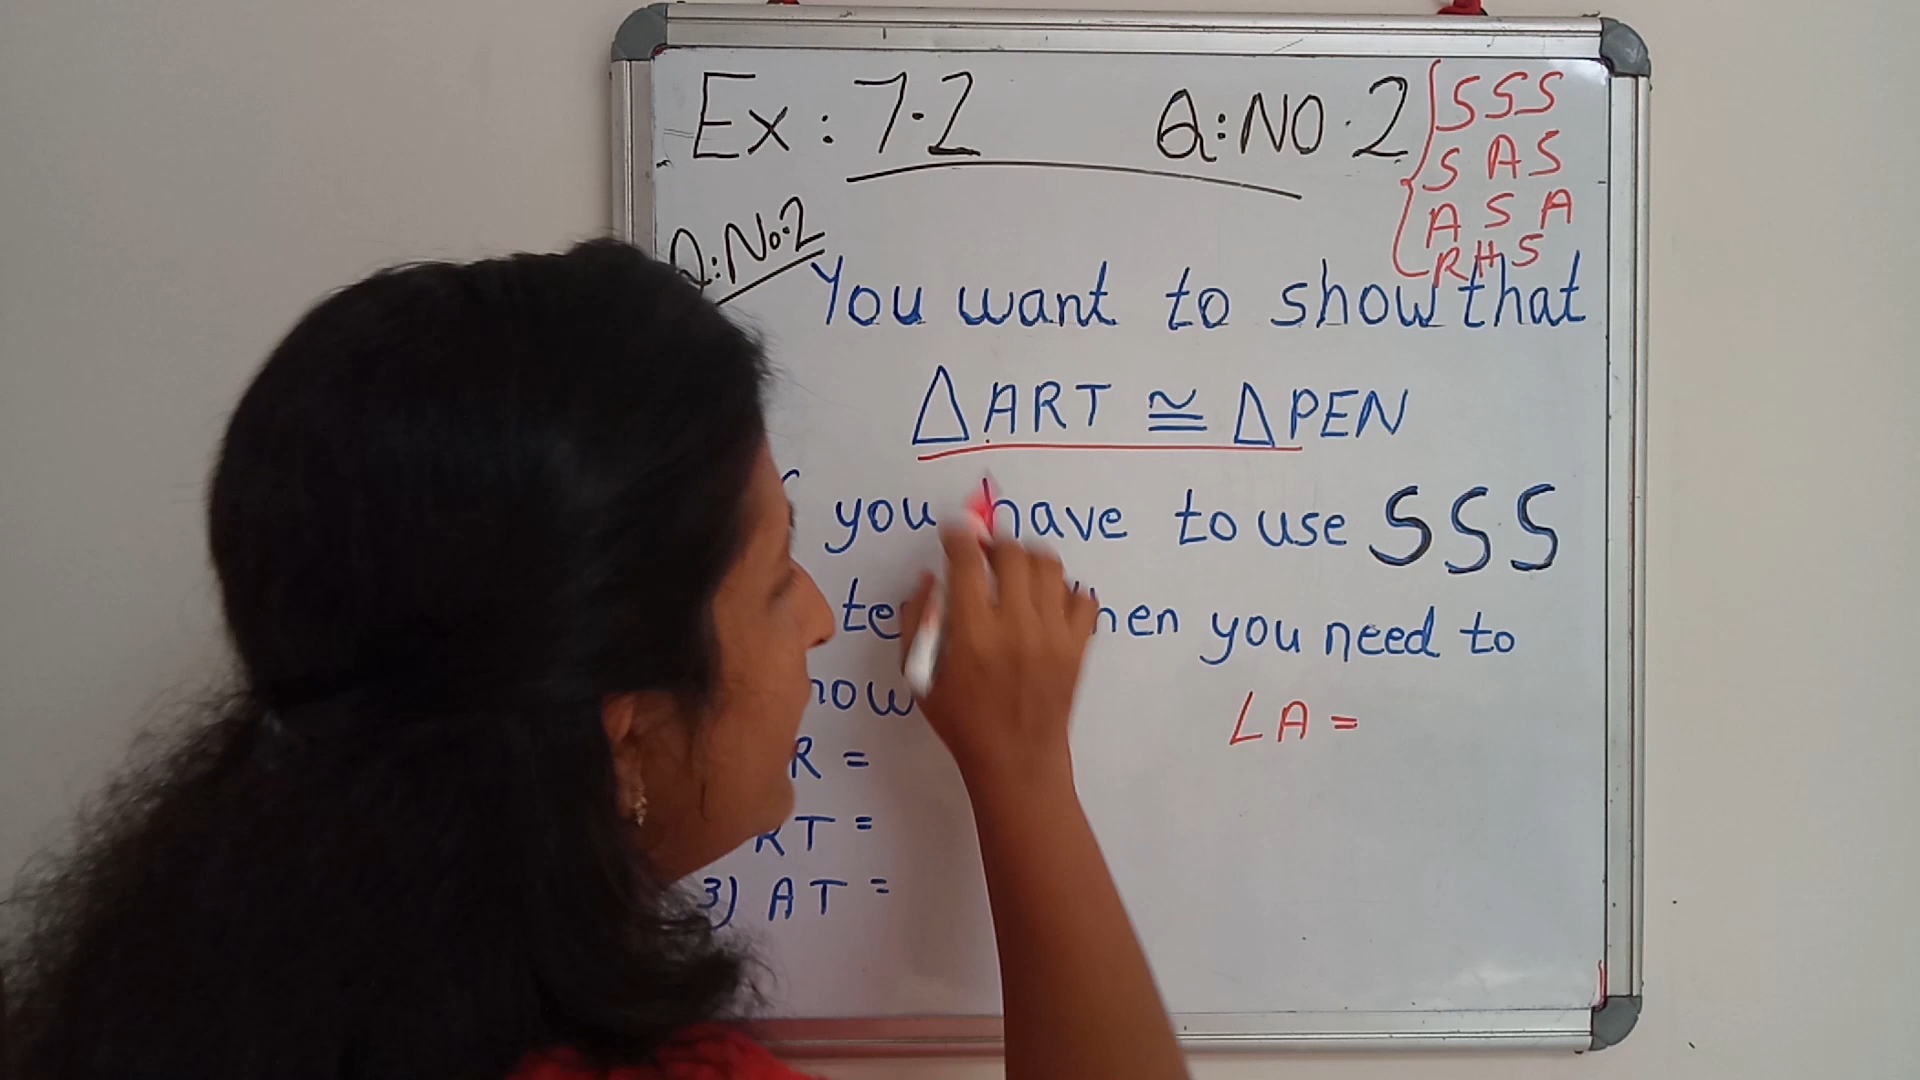 Ex : 7.2 Q:NO.2
SSS
SAS
ASA
RHS
Q:No.2
You want to show that
△ART ≅ △PEN
you have to use SSS
then you need to
∠A =
RT =
3) AT =